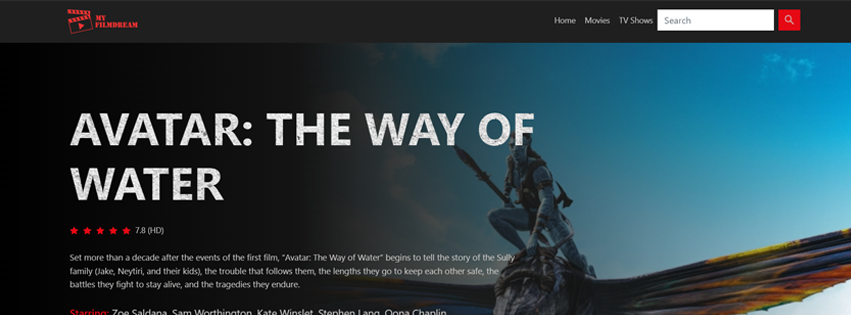 MY
FILMDREAM
Home Movies TV Shows Search
AVATAR: THE WAY OF
WATER
7.8 (HD)
Set more than a decade after the events of the first film, "Avatar: The Way of Water" begins to tell the story of the Sully
family (Jake, Neytiri, and their kids), the trouble that follows them, the lengths they go to keep each other safe, the
battles they fight to stay alive, and the tragedies they endure.
Starring: Zoe Saldana, Sam Worthington, Kate Winslet, Stephen Lang, Oona Chaplin